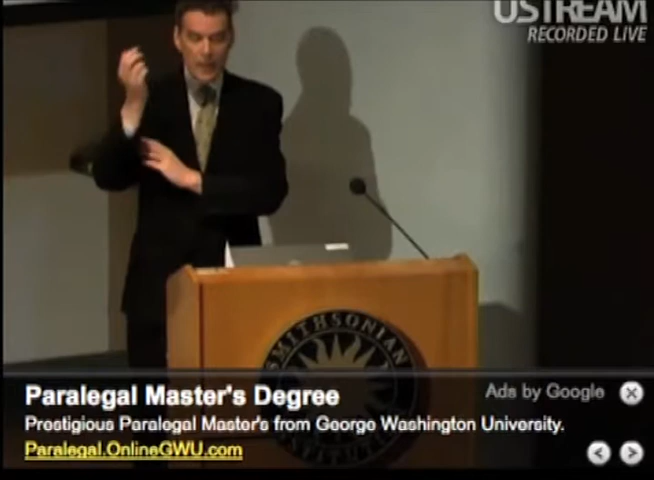 USTREAM
RECORDED LIVE
SMITHSONIAN
Paralegal Master's Degree
Ads by Google
Prestigious Paralegal Master's from George Washington University.
Paralegal.OnlineGWU.com